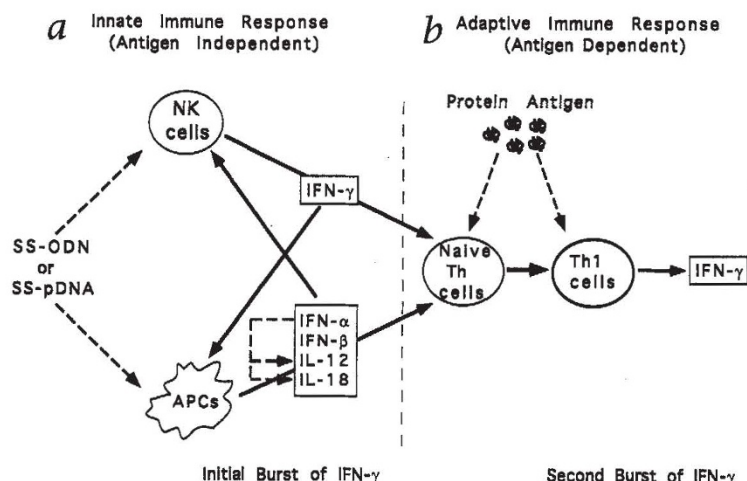 a Innate Immune Response
(Antigen Independent)
b Adaptive Immune Response
(Antigen Dependent)
NK
cells
Protein Antigen
IFN-γ
SS-ODN
or
SS-pDNA
Naive
Th
cells
Th1
cells
IFN-γ
IFN-α
IFN-β
IL-12
IL-18
APCs
Initial Burst of IFN-γ
Second Burst of IFN-γ